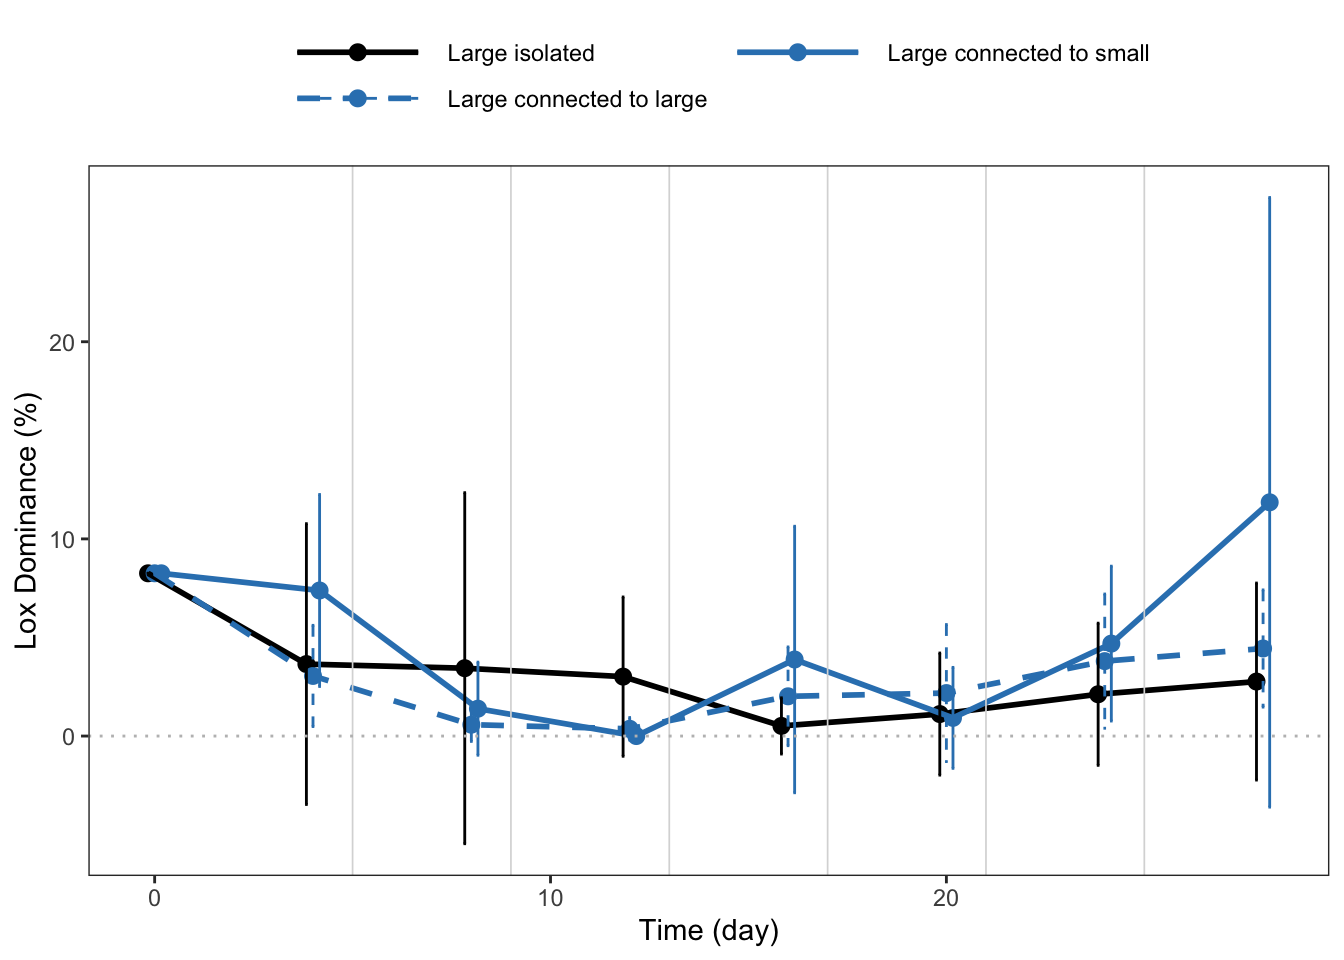 Large isolated
Large connected to small
Large connected to large
Lox Dominance (%)
20
10
0
0
10
20
Time (day)